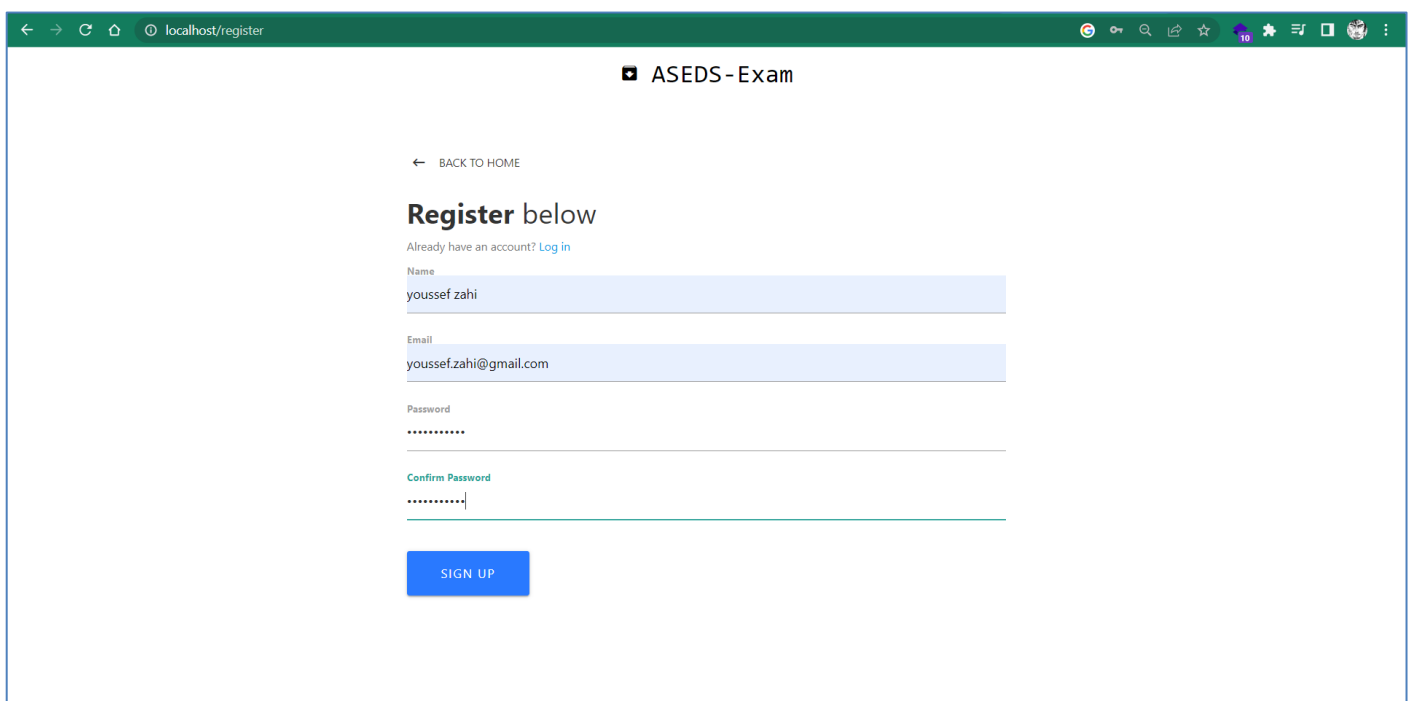 localhost/register
10
ASEDS-Exam
BACK TO HOME
Register below
Already have an account? Log in
Name
youssef zahi
Email
youssef.zahi@gmail.com
Password
•••••••••••
Confirm Password
•••••••••••
SIGN UP